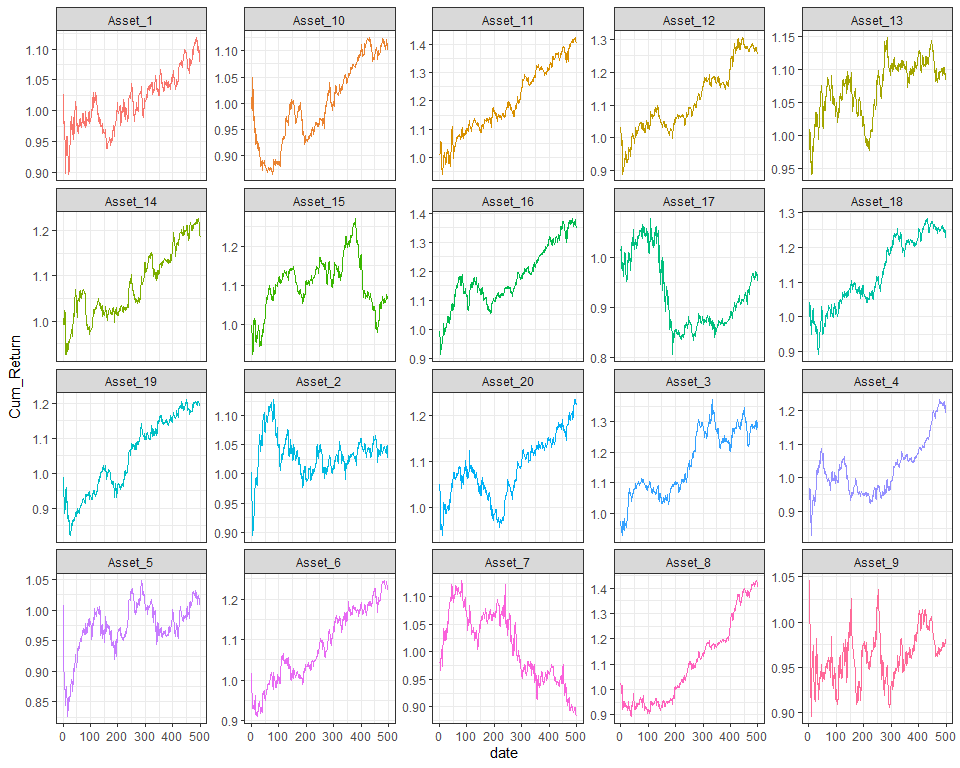 Asset_1 Asset_10 Asset_11 Asset_12 Asset_13
1.10 1.05 1.00 0.95 0.90
1.10 1.05 1.00 0.95 0.90
1.4 1.3 1.2 1.1 1.0
1.3 1.2 1.1 1.0 0.9
1.15 1.10 1.05 1.00 0.95
Asset_14 Asset_15 Asset_16 Asset_17 Asset_18
1.2 1.1 1.0
1.2 1.1 1.0
1.4 1.3 1.2 1.1 1.0 0.9
1.0 0.9 0.8
1.3 1.2 1.1 1.0 0.9
Cum_Return
Asset_19 Asset_2 Asset_20 Asset_3 Asset_4
1.2 1.1 1.0 0.9
1.10 1.05 1.00 0.95 0.90
1.2 1.1 1.0
1.3 1.2 1.1 1.0
1.2 1.1 1.0 0.9
Asset_5 Asset_6 Asset_7 Asset_8 Asset_9
1.05 1.00 0.95 0.90 0.85
1.2 1.1 1.0 0.9
1.10 1.05 1.00 0.95 0.90
1.4 1.3 1.2 1.1 1.0 0.9
1.05 1.00 0.95 0.90
0 100 200 300 400 500 0 100 200 300 400 500 0 100 200 300 400 500 0 100 200 300 400 500 0 100 200 300 400 500
date